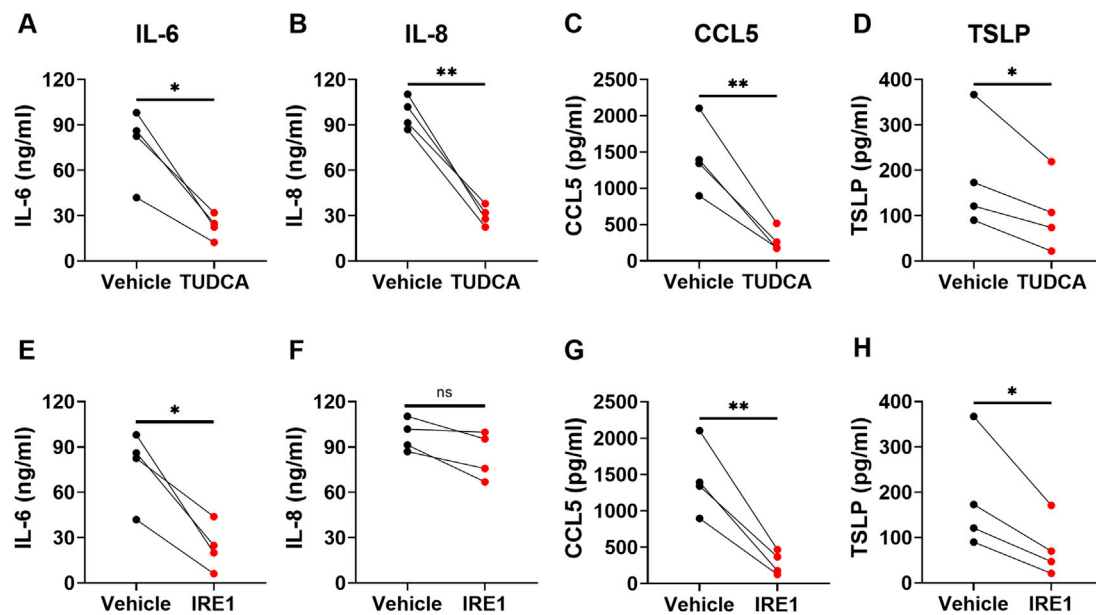 A IL-6
IL-6 (ng/ml)
120
90
60
30
0
*
Vehicle TUDCA
B IL-8
IL-8 (ng/ml)
120
90
60
30
0
**
Vehicle TUDCA
C CCL5
CCL5 (pg/ml)
2500
2000
1500
1000
500
0
**
Vehicle TUDCA
D TSLP
TSLP (pg/ml)
400
300
200
100
0
*
Vehicle TUDCA
E
IL-6 (ng/ml)
120
90
60
30
0
*
Vehicle IRE1
F
IL-8 (ng/ml)
120
90
60
30
0
ns
Vehicle IRE1
G
CCL5 (pg/ml)
2500
2000
1500
1000
500
0
**
Vehicle IRE1
H
TSLP (pg/ml)
400
300
200
100
0
*
Vehicle IRE1